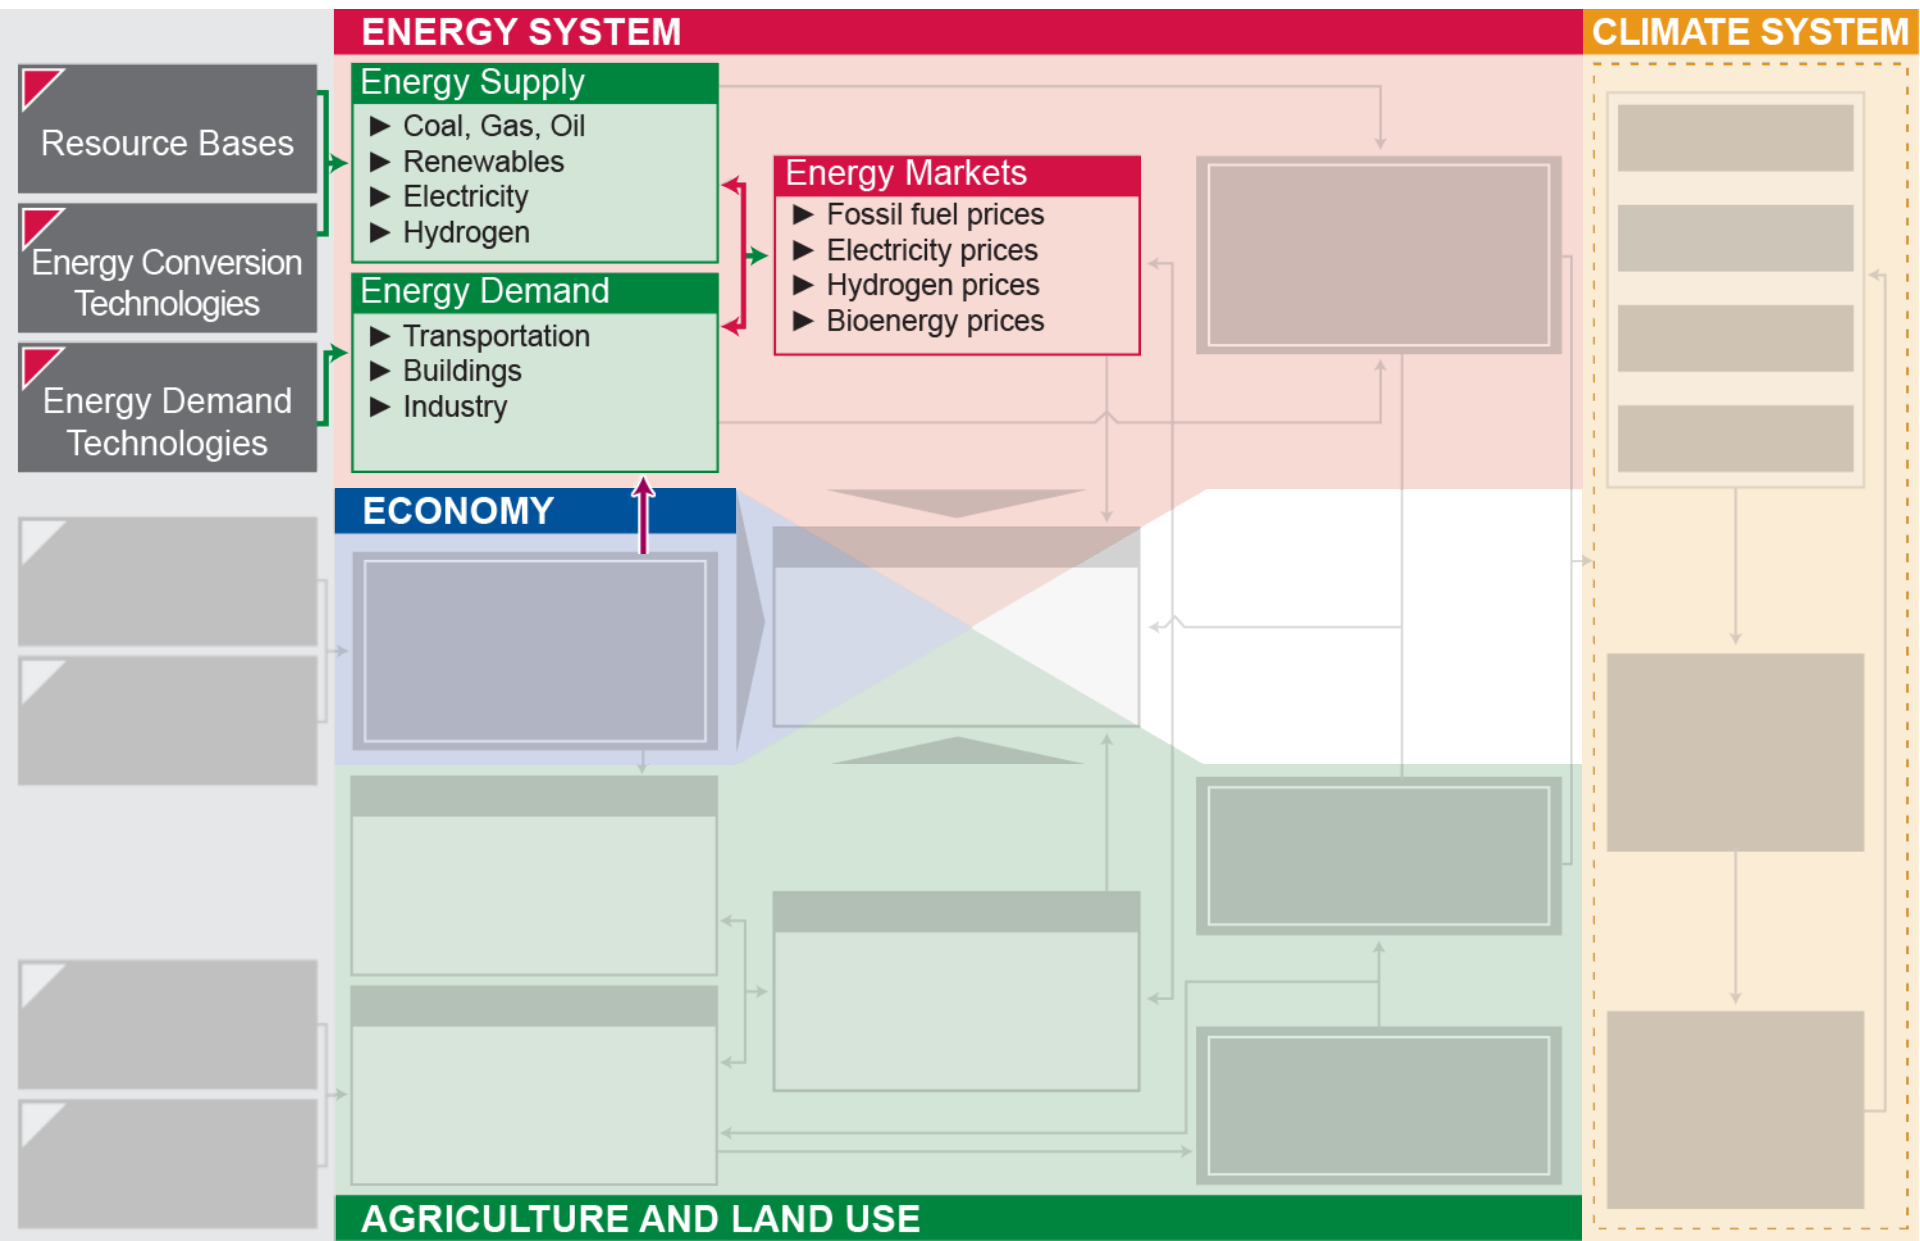 ENERGY SYSTEM
CLIMATE SYSTEM
Resource Bases
Energy Conversion
Technologies
Energy Demand
Technologies
Energy Supply
► Coal, Gas, Oil
► Renewables
► Electricity
► Hydrogen
Energy Demand
► Transportation
► Buildings
► Industry
Energy Markets
► Fossil fuel prices
► Electricity prices
► Hydrogen prices
► Bioenergy prices
ECONOMY
AGRICULTURE AND LAND USE